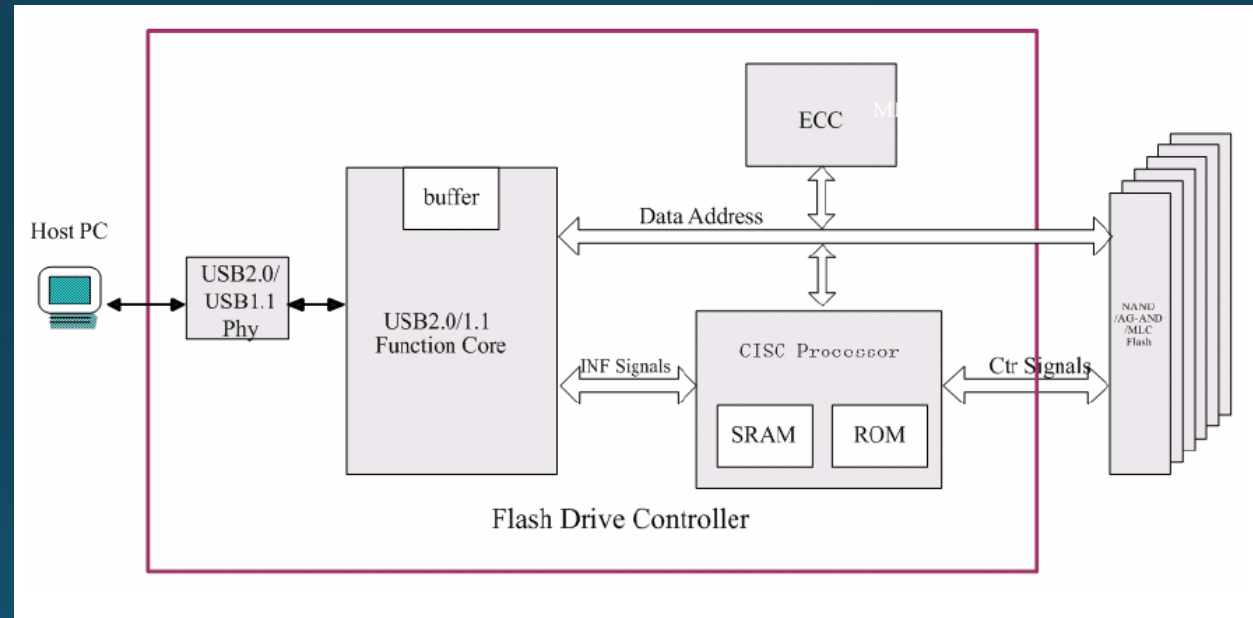 ECC
buffer
Data Address
Host PC
USB2.0/
USB1.1
Phy
USB2.0/1.1
Function Core
NAND
/AG-AND
/MLC
Flash
CISC Processor
INF Signals
Ctr Signals
SRAM
ROM
Flash Drive Controller